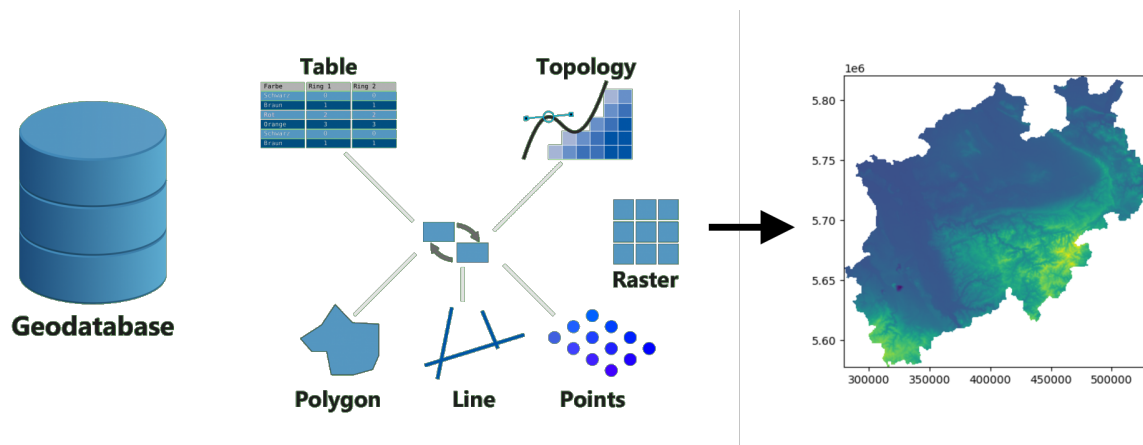 Table
Topology
Farbe Ring 1 Ring 2
Schwarz 0 0
Braun 1 1
Rot 2 2
Orange 3 3
Schwarz 0 0
Braun 1 1
Geodatabase
Raster
Polygon
Line
Points
1e6
5.80
5.75
5.70
5.65
5.60
300000 350000 400000 450000 500000